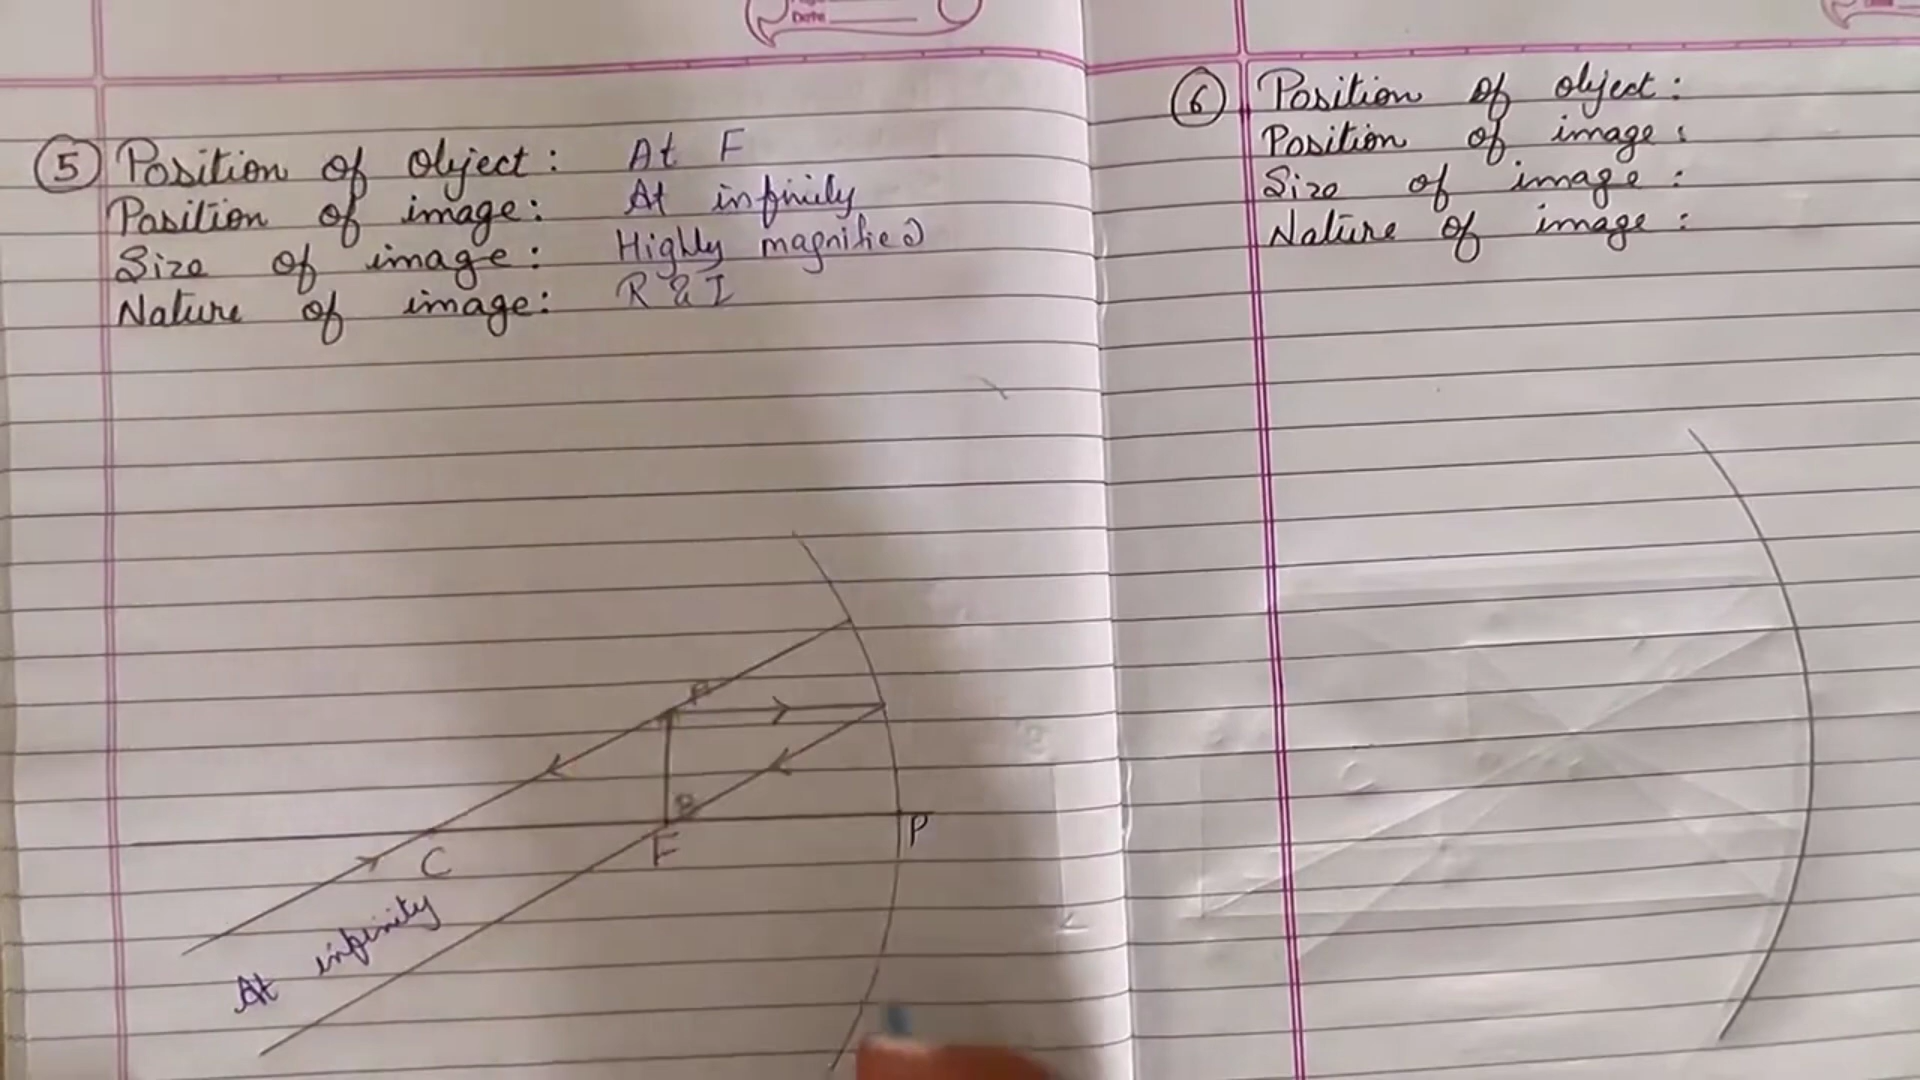 Date
5 Position of object: At F
Position of image: At infinity
Size of image: Highly magnified
Nature of image: R & I
A
B
C
F
P
At infinity
6 Position of object:
Position of image:
Size of image:
Nature of image: